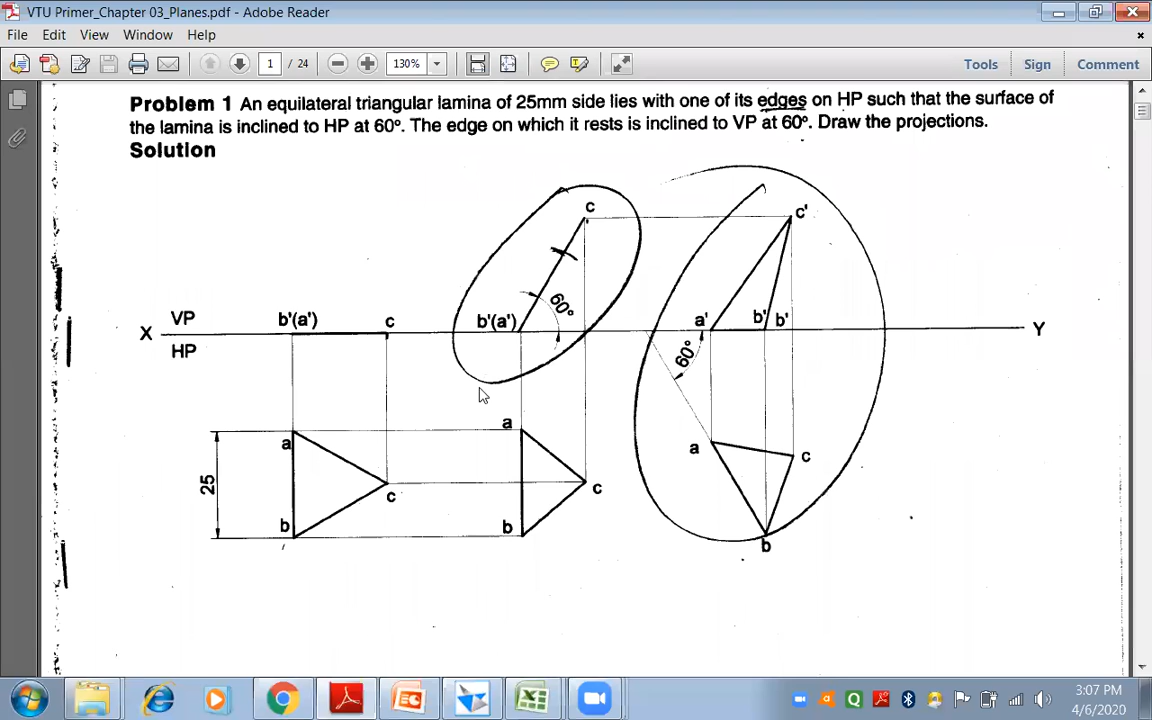 VTU Primer_Chapter 03_Planes.pdf - Adobe Reader
File Edit View Window Help
1 / 24 130% Tools Sign Comment
Problem 1 An equilateral triangular lamina of 25mm side lies with one of its edges on HP such that the surface of
the lamina is inclined to HP at 60°. The edge on which it rests is inclined to VP at 60°. Draw the projections.
Solution
c c'
60°
X VP b'(a') c b'(a') a' b' b' Y
HP
60°
a a a c
25 c c
b b b
3:07 PM
4/6/2020